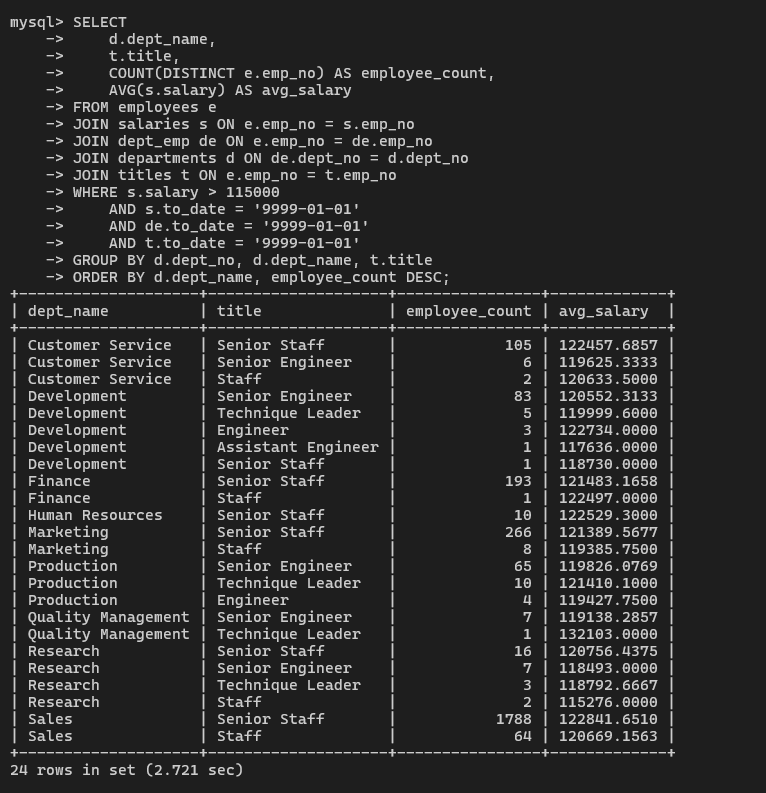 mysql> SELECT
    ->     d.dept_name,
    ->     t.title,
    ->     COUNT(DISTINCT e.emp_no) AS employee_count,
    ->     AVG(s.salary) AS avg_salary
    -> FROM employees e
    -> JOIN salaries s ON e.emp_no = s.emp_no
    -> JOIN dept_emp de ON e.emp_no = de.emp_no
    -> JOIN departments d ON de.dept_no = d.dept_no
    -> JOIN titles t ON e.emp_no = t.emp_no
    -> WHERE s.salary > 115000
    ->     AND s.to_date = '9999-01-01'
    ->     AND de.to_date = '9999-01-01'
    ->     AND t.to_date = '9999-01-01'
    -> GROUP BY d.dept_no, d.dept_name, t.title
    -> ORDER BY d.dept_name, employee_count DESC;
+--------------------+--------------------+----------------+-------------+
| dept_name          | title              | employee_count | avg_salary  |
+--------------------+--------------------+----------------+-------------+
| Customer Service   | Senior Staff       |            105 | 122457.6857 |
| Customer Service   | Senior Engineer    |              6 | 119625.3333 |
| Customer Service   | Staff              |              2 | 120633.5000 |
| Development        | Senior Engineer    |             83 | 120552.3133 |
| Development        | Technique Leader   |              5 | 119999.6000 |
| Development        | Engineer           |              3 | 122734.0000 |
| Development        | Assistant Engineer |              1 | 117636.0000 |
| Development        | Senior Staff       |              1 | 118730.0000 |
| Finance            | Senior Staff       |            193 | 121483.1658 |
| Finance            | Staff              |              1 | 122497.0000 |
| Human Resources    | Senior Staff       |             10 | 122529.3000 |
| Marketing          | Senior Staff       |            266 | 121389.5677 |
| Marketing          | Staff              |              8 | 119385.7500 |
| Production         | Senior Engineer    |             65 | 119826.0769 |
| Production         | Technique Leader   |             10 | 121410.1000 |
| Production         | Engineer           |              4 | 119427.7500 |
| Quality Management | Senior Engineer    |              7 | 119138.2857 |
| Quality Management | Technique Leader   |              1 | 132103.0000 |
| Research           | Senior Staff       |             16 | 120756.4375 |
| Research           | Senior Engineer    |              7 | 118493.0000 |
| Research           | Technique Leader   |              3 | 118792.6667 |
| Research           | Staff              |              2 | 115276.0000 |
| Sales              | Senior Staff       |           1788 | 122841.6510 |
| Sales              | Staff              |             64 | 120669.1563 |
+--------------------+--------------------+----------------+-------------+
24 rows in set (2.721 sec)